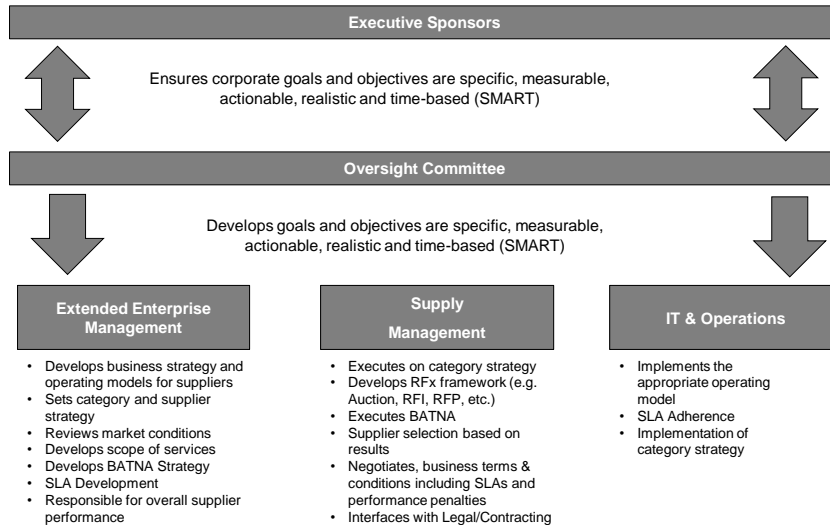 Executive Sponsors
Ensures corporate goals and objectives are specific, measurable,
actionable, realistic and time-based (SMART)
Oversight Committee
Develops goals and objectives are specific, measurable,
actionable, realistic and time-based (SMART)
Extended Enterprise
Management
• Develops business strategy and
operating models for suppliers
• Sets category and supplier
strategy
• Reviews market conditions
• Develops scope of services
• Develops BATNA Strategy
• SLA Development
• Responsible for overall supplier
performance
Supply
Management
• Executes on category strategy
• Develops RFx framework (e.g.
Auction, RFI, RFP, etc.)
• Executes BATNA
• Supplier selection based on
results
• Negotiates, business terms &
conditions including SLAs and
performance penalties
• Interfaces with Legal/Contracting
IT & Operations
• Implements the
appropriate operating
model
• SLA Adherence
• Implementation of
category strategy